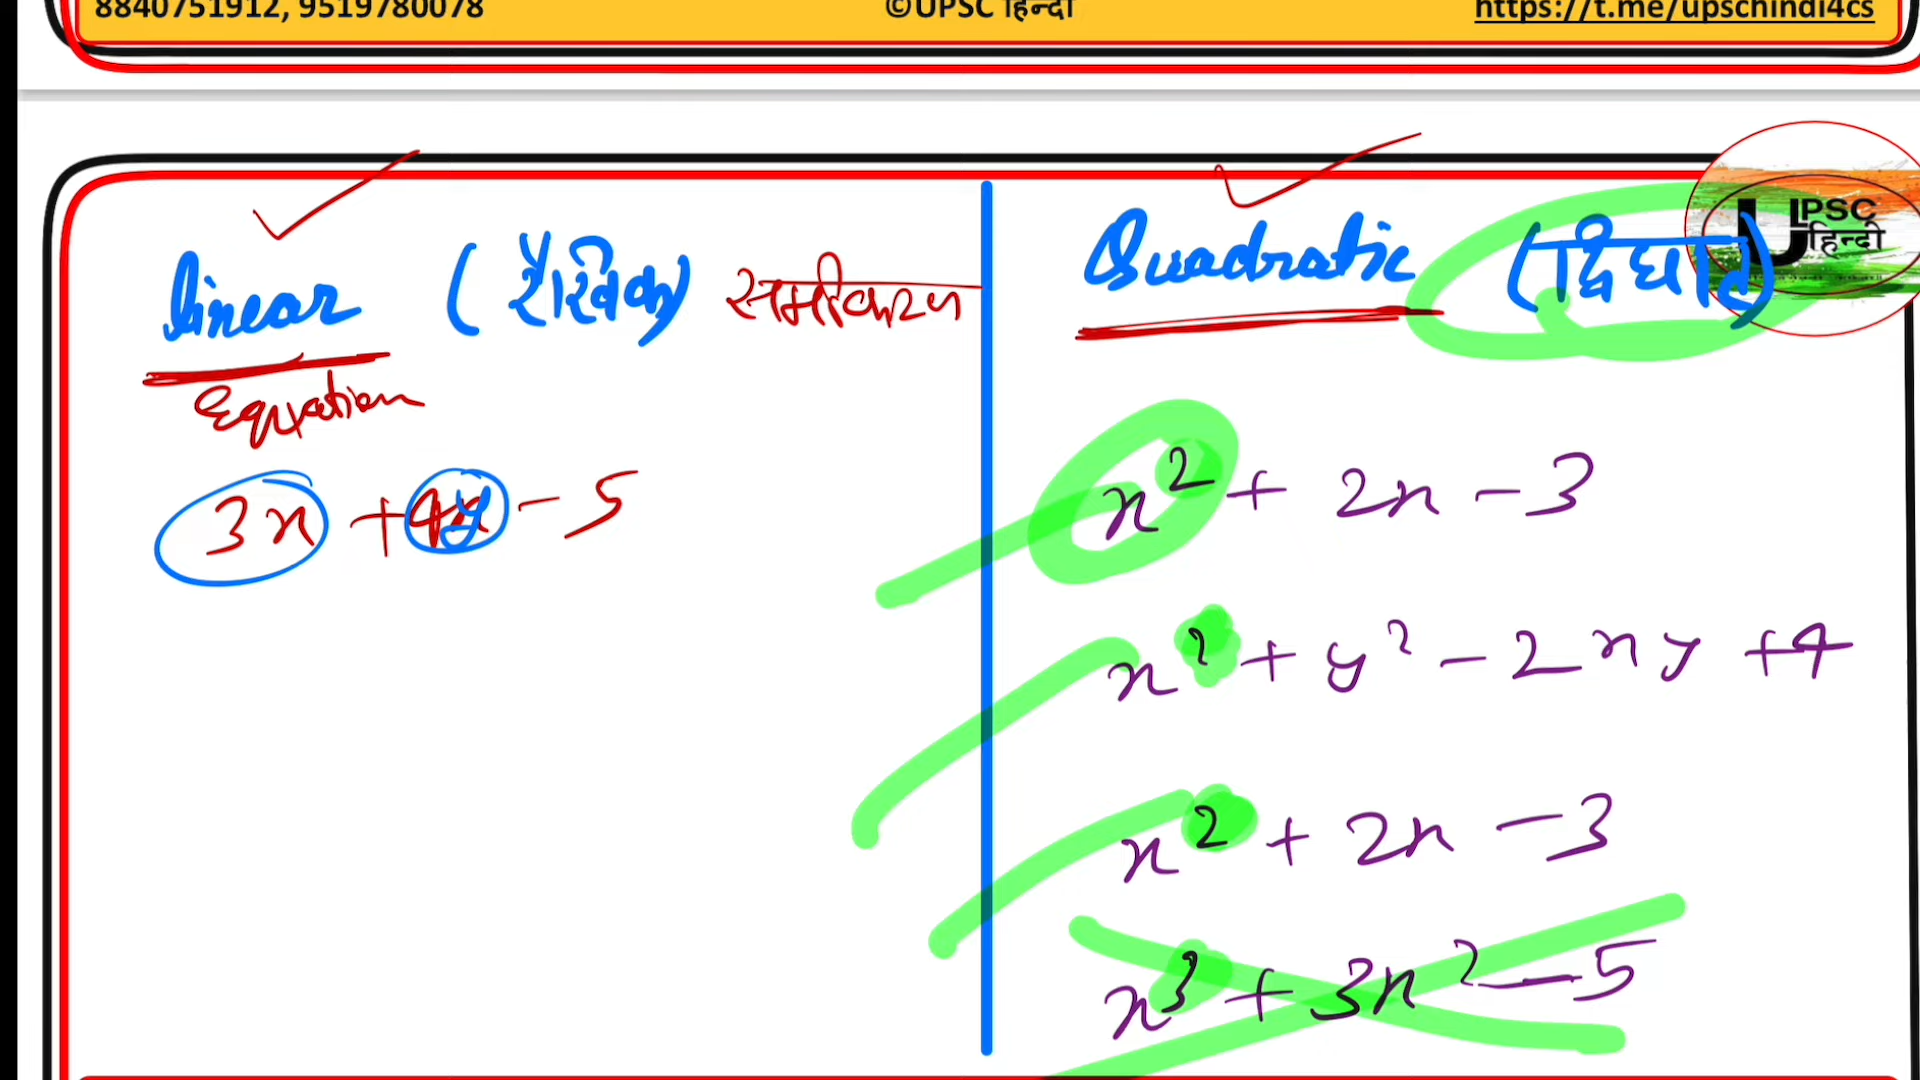 8840751912, 9519780078 ©UPSC हिन्दी https://t.me/upschindi4cs
UPSC
हिन्दी
linear (रैखिक) समीकरण
Equation
3x + 4y - 5
Quadratic (द्विघात)
x² + 2x - 3
x² + y² - 2xy + 4
x² + 2x - 3
x³ + 3x² - 5